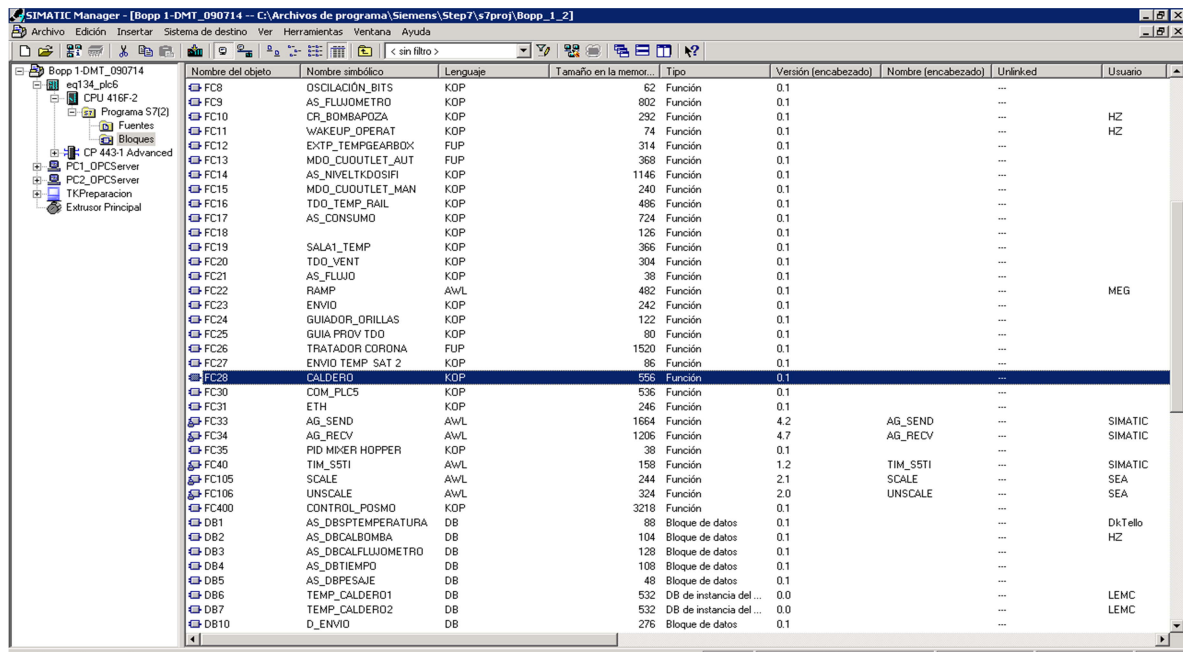 SIMATIC Manager - [Bopp 1-DMT_090714 -- C:\Archivos de programa\Siemens\Step7\s7proj\Bopp_1_2]
Archivo Edición Insertar Sistema de destino Ver Herramientas Ventana Ayuda
< sin filtro >
Bopp 1-DMT_090714
eq134_plc6
CPU 416F-2
Programa S7(2)
Fuentes
Bloques
CP 443-1 Advanced
PC1_OPCServer
PC2_OPCServer
TKPreparacion
Extrusor Principal
Nombre del objeto Nombre simbólico Lenguaje Tamaño en la memor... Tipo Versión (encabezado) Nombre (encabezado) Unlinked Usuario
FC8 OSCILACIÓN_BITS KOP 62 Función 0.1 ---
FC9 AS_FLUJOMETRO KOP 802 Función 0.1 ---
FC10 CR_BOMBAPOZA KOP 292 Función 0.1 --- HZ
FC11 WAKEUP_OPERAT KOP 74 Función 0.1 --- HZ
FC12 EXTP_TEMPGEARBOX FUP 314 Función 0.1 ---
FC13 MDO_CUOUTLET_AUT FUP 368 Función 0.1 ---
FC14 AS_NIVELTKDOSIFI KOP 1146 Función 0.1 ---
FC15 MDO_CUOUTLET_MAN KOP 240 Función 0.1 ---
FC16 TDO_TEMP_RAIL KOP 486 Función 0.1 ---
FC17 AS_CONSUMO KOP 724 Función 0.1 ---
FC18 KOP 126 Función 0.1 ---
FC19 SALA1_TEMP KOP 366 Función 0.1 ---
FC20 TDO_VENT KOP 304 Función 0.1 ---
FC21 AS_FLUJO KOP 38 Función 0.1 ---
FC22 RAMP AWL 482 Función 0.1 --- MEG
FC23 ENVIO KOP 242 Función 0.1 ---
FC24 GUIADOR_ORILLAS KOP 122 Función 0.1 ---
FC25 GUIA PROV TDO KOP 80 Función 0.1 ---
FC26 TRATADOR CORONA FUP 1520 Función 0.1 ---
FC27 ENVIO TEMP SAT 2 KOP 86 Función 0.1 ---
FC28 CALDERO KOP 556 Función 0.1 ---
FC30 COM_PLC5 KOP 536 Función 0.1 ---
FC31 ETH KOP 246 Función 0.1 ---
FC33 AG_SEND AWL 1664 Función 4.2 AG_SEND --- SIMATIC
FC34 AG_RECV AWL 1206 Función 4.7 AG_RECV --- SIMATIC
FC35 PID MIXER HOPPER KOP 38 Función 0.1 ---
FC40 TIM_S5TI AWL 158 Función 1.2 TIM_S5TI --- SIMATIC
FC105 SCALE AWL 244 Función 2.1 SCALE --- SEA
FC106 UNSCALE AWL 324 Función 2.0 UNSCALE --- SEA
FC400 CONTROL_POSMO KOP 3218 Función 0.1 ---
DB1 AS_DBSPTEMPERATURA DB 88 Bloque de datos 0.1 --- DkTello
DB2 AS_DBCALBOMBA DB 104 Bloque de datos 0.1 --- HZ
DB3 AS_DBCALFLUJOMETRO DB 128 Bloque de datos 0.1 ---
DB4 AS_DBTIEMPO DB 108 Bloque de datos 0.1 ---
DB5 AS_DBPESAJE DB 48 Bloque de datos 0.1 ---
DB6 TEMP_CALDERO1 DB 532 DB de instancia del ... 0.0 --- LEMC
DB7 TEMP_CALDERO2 DB 532 DB de instancia del ... 0.0 --- LEMC
DB10 D_ENVIO DB 276 Bloque de datos 0.1 ---